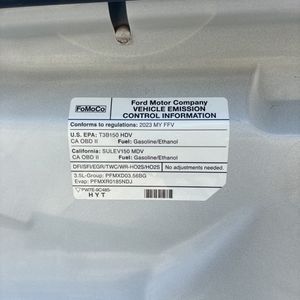 FoMoCo
Ford Motor Company
VEHICLE EMISSION
CONTROL INFORMATION
Conforms to regulations: 2023 MY FFV
U.S. EPA: T3B150 HDV
CA OBD II Fuel: Gasoline/Ethanol
California: SULEV150 MDV
CA OBD II Fuel: Gasoline/Ethanol
DFI/SFI/EGR/TWC/WR-HO2S/HO2S No adjustments needed.
3.5L-Group: PFMXD03.56BG
Evap: PFMXR0185NDJ
PW7E-9C485-
HYT